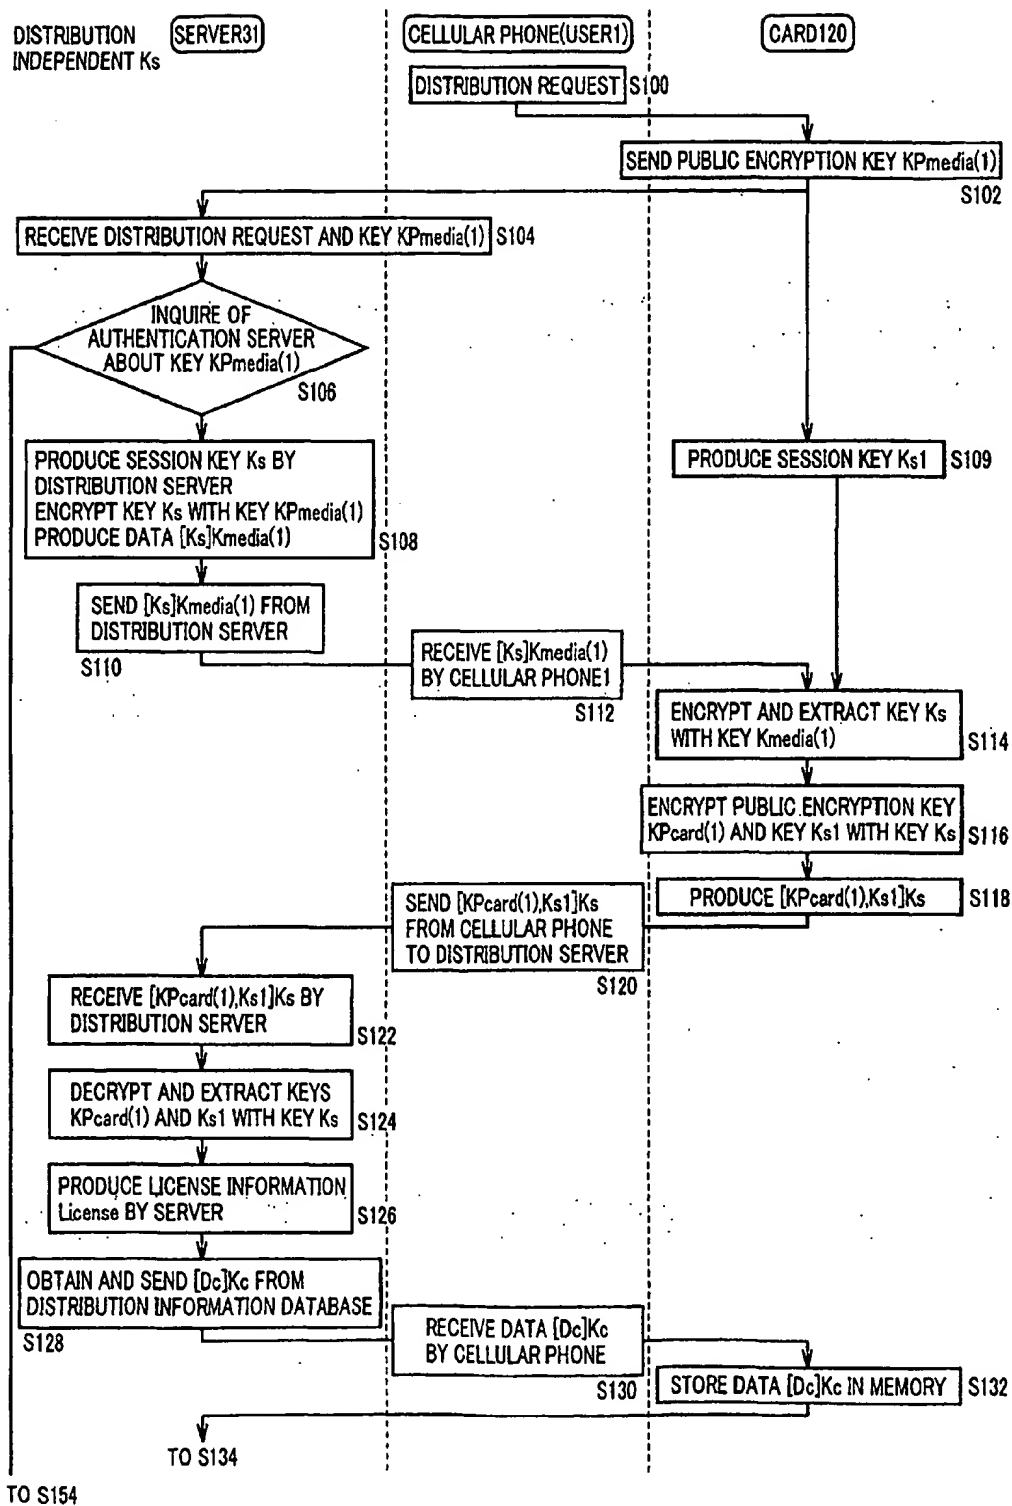 DISTRIBUTION
INDEPENDENT Ks
SERVER31
CELLULAR PHONE(USER1)
CARD120
DISTRIBUTION REQUEST
S100
SEND PUBLIC ENCRYPTION KEY KPmedia(1)
S102
RECEIVE DISTRIBUTION REQUEST AND KEY KPmedia(1)
S104
INQUIRE OF
AUTHENTICATION SERVER
ABOUT KEY KPmedia(1)
S106
PRODUCE SESSION KEY Ks BY
DISTRIBUTION SERVER
ENCRYPT KEY Ks WITH KEY KPmedia(1)
PRODUCE DATA [Ks]Kmedia(1)
S108
PRODUCE SESSION KEY Ks1
S109
SEND [Ks]Kmedia(1) FROM
DISTRIBUTION SERVER
S110
RECEIVE [Ks]Kmedia(1)
BY CELLULAR PHONE1
S112
ENCRYPT AND EXTRACT KEY Ks
WITH KEY Kmedia(1)
S114
ENCRYPT PUBLIC ENCRYPTION KEY
KPcard(1) AND KEY Ks1 WITH KEY Ks
S116
PRODUCE [KPcard(1),Ks1]Ks
S118
SEND [KPcard(1),Ks1]Ks
FROM CELLULAR PHONE
TO DISTRIBUTION SERVER
S120
RECEIVE [KPcard(1),Ks1]Ks BY
DISTRIBUTION SERVER
S122
DECRYPT AND EXTRACT KEYS
KPcard(1) AND Ks1 WITH KEY Ks
S124
PRODUCE LICENSE INFORMATION
License BY SERVER
S126
OBTAIN AND SEND [Dc]Kc FROM
DISTRIBUTION INFORMATION DATABASE
S128
RECEIVE DATA [Dc]Kc
BY CELLULAR PHONE
S130
STORE DATA [Dc]Kc IN MEMORY
S132
TO S134
TO S154